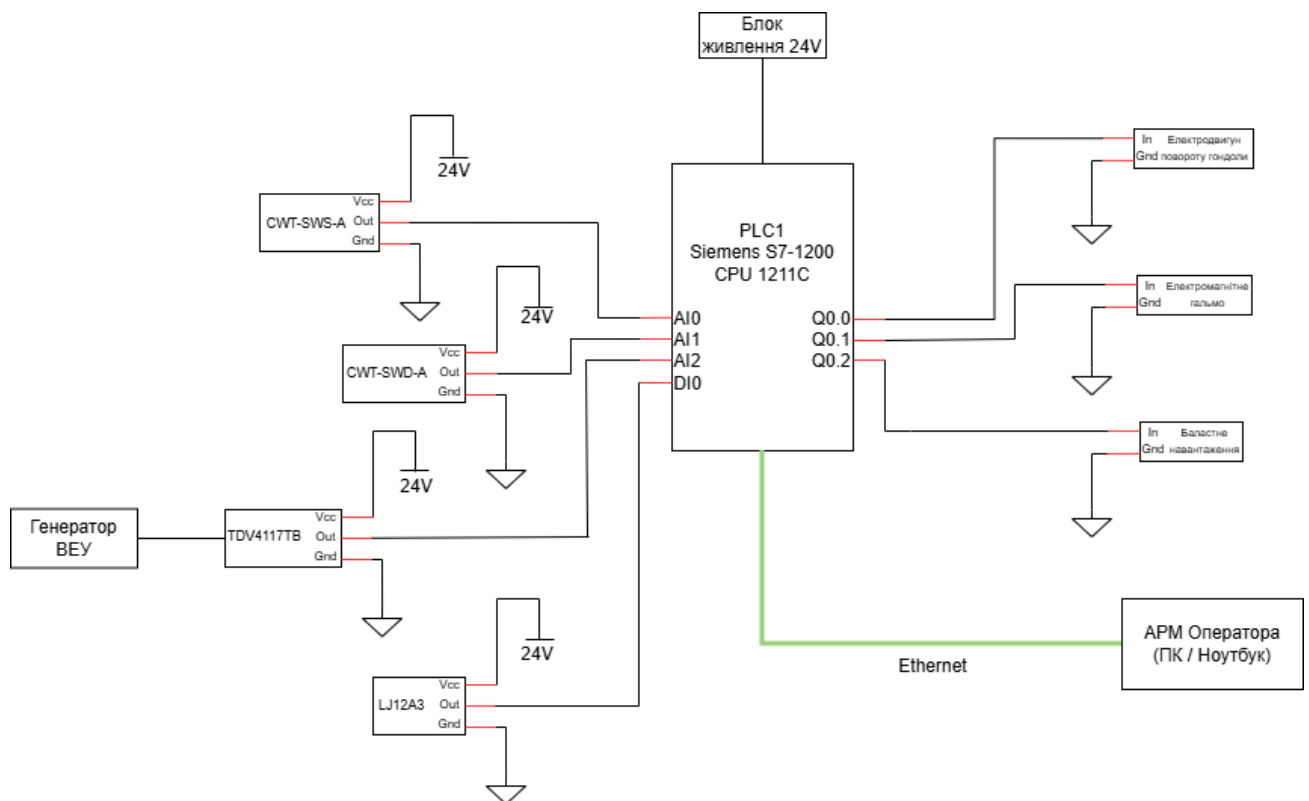 Блок
живлення 24V
24V
Vcc
CWT-SWS-A
Out
Gnd
24V
Vcc
CWT-SWD-A
Out
Gnd
24V
Генератор
ВЕУ
Vcc
TDV4117TB
Out
Gnd
24V
Vcc
LJ12A3
Out
Gnd
PLC1
Siemens S7-1200
CPU 1211C
AI0
AI1
AI2
DI0
Q0.0
Q0.1
Q0.2
In Електродвигун
Gnd повороту гондоли
In Електромагнітне
Gnd гальмо
In Баластне
Gnd навантаження
Ethernet
АРМ Оператора
(ПК / Ноутбук)